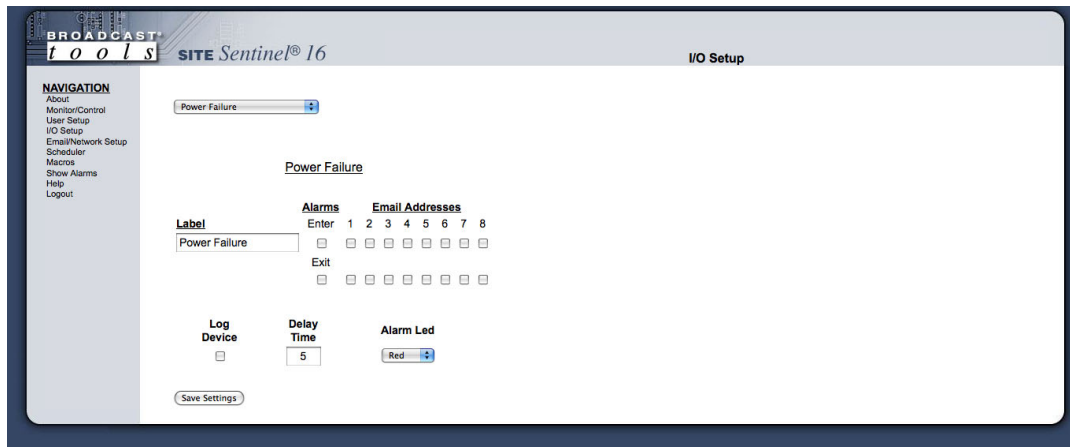 BROADCAST
tools
SITE Sentinel® 16
I/O Setup
NAVIGATION
About
Monitor/Control
User Setup
I/O Setup
Email/Network Setup
Scheduler
Macros
Show Alarms
Help
Logout
Power Failure
Power Failure
Alarms Email Addresses
Label Enter 1 2 3 4 5 6 7 8
Power Failure
Exit
Log Device
Delay Time
Alarm Led
5
Red
Save Settings